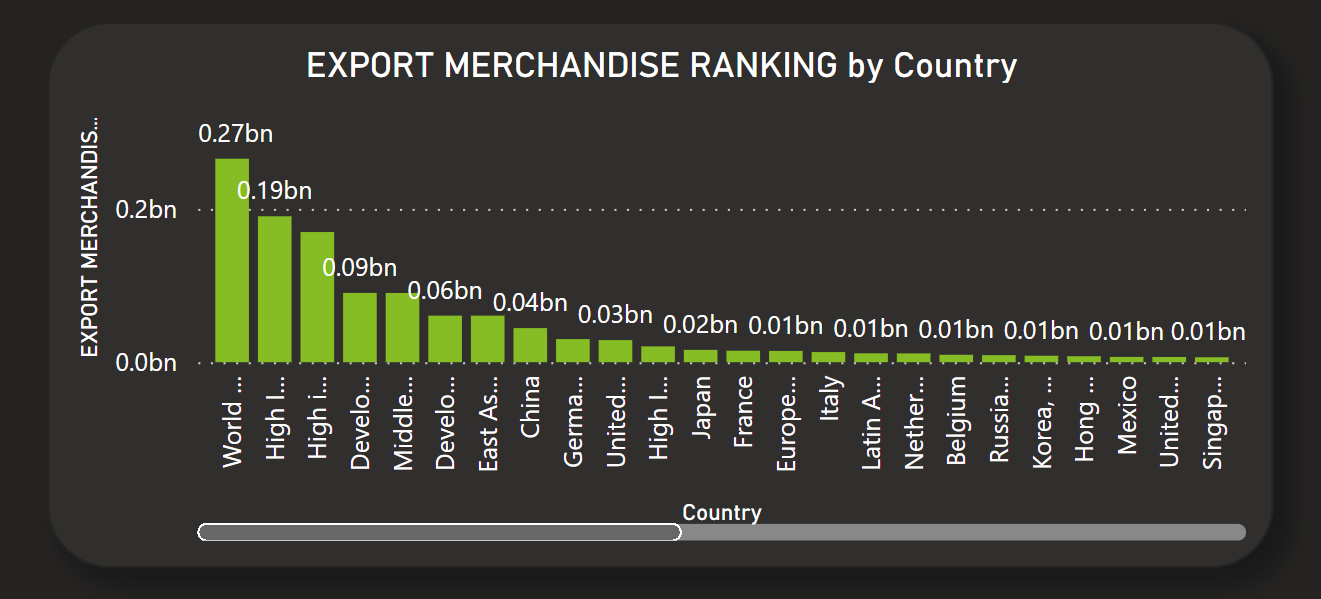 EXPORT MERCHANDISE RANKING by Country
EXPORT MERCHANDIS...
0.2bn
0.0bn
0.27bn
0.19bn
0.09bn
0.06bn
0.04bn
0.03bn
0.02bn
0.01bn
0.01bn
0.01bn
0.01bn
0.01bn
0.01bn
World ...
High I...
High i...
Develo...
Middle...
Develo...
East As...
China
Germa...
United...
High I...
Japan
France
Europe...
Italy
Latin A...
Nether...
Belgium
Russia...
Korea, ...
Hong ...
Mexico
United...
Singap...
Country